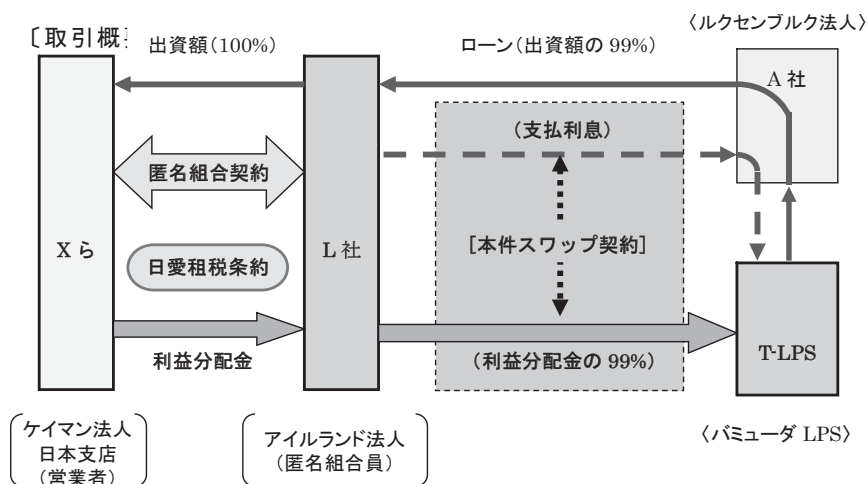 〈ルクセンブルク法人〉
〔取引概要
出資額(100%)
ローン(出資額の 99%)
A 社
(支払利息)
匿名組合契約
[本件スワップ契約]
X ら
L 社
日愛租税条約
T-LPS
利益分配金
(利益分配金の 99%)
ケイマン法人
日本支店
(営業者)
アイルランド法人
(匿名組合員)
〈バミューダ LPS〉